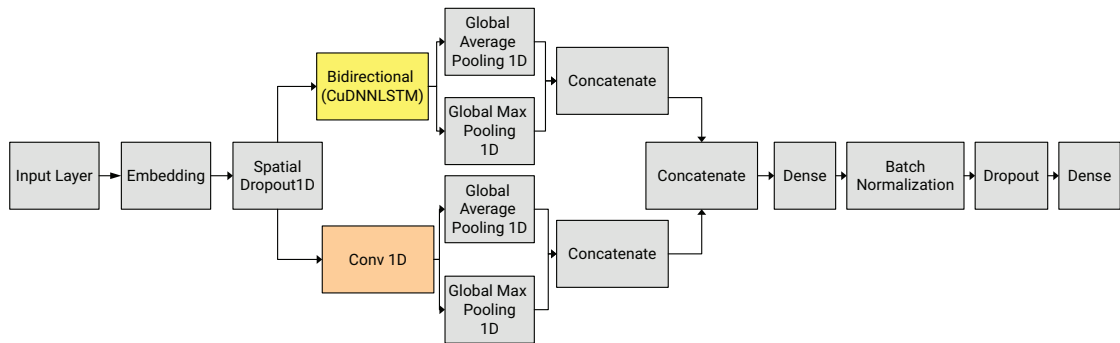 Input Layer
Embedding
Spatial
Dropout1D
Bidirectional
(CuDNNLSTM)
Global
Average
Pooling 1D
Global Max
Pooling
1D
Concatenate
Conv 1D
Global
Average
Pooling 1D
Global Max
Pooling
1D
Concatenate
Concatenate
Dense
Batch
Normalization
Dropout
Dense